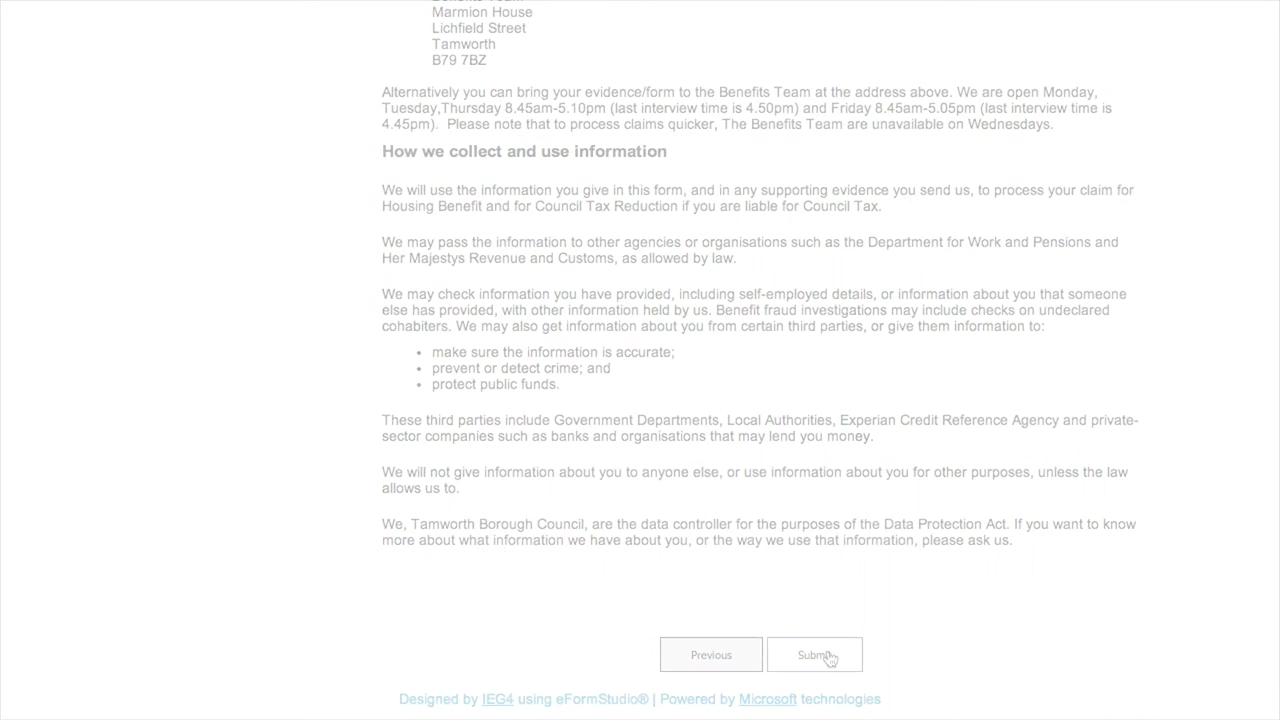 Marmion House
Lichfield Street
Tamworth
B79 7BZ
Alternatively you can bring your evidence/form to the Benefits Team at the address above. We are open Monday,
Tuesday,Thursday 8.45am-5.10pm (last interview time is 4.50pm) and Friday 8.45am-5.05pm (last interview time is
4.45pm).  Please note that to process claims quicker, The Benefits Team are unavailable on Wednesdays.
How we collect and use information
We will use the information you give in this form, and in any supporting evidence you send us, to process your claim for
Housing Benefit and for Council Tax Reduction if you are liable for Council Tax.
We may pass the information to other agencies or organisations such as the Department for Work and Pensions and
Her Majestys Revenue and Customs, as allowed by law.
We may check information you have provided, including self-employed details, or information about you that someone
else has provided, with other information held by us. Benefit fraud investigations may include checks on undeclared
cohabiters. We may also get information about you from certain third parties, or give them information to:
• make sure the information is accurate;
• prevent or detect crime; and
• protect public funds.
These third parties include Government Departments, Local Authorities, Experian Credit Reference Agency and private-
sector companies such as banks and organisations that may lend you money.
We will not give information about you to anyone else, or use information about you for other purposes, unless the law
allows us to.
We, Tamworth Borough Council, are the data controller for the purposes of the Data Protection Act. If you want to know
more about what information we have about you, or the way we use that information, please ask us.
Previous
Submit
Designed by IEG4 using eFormStudio® | Powered by Microsoft technologies